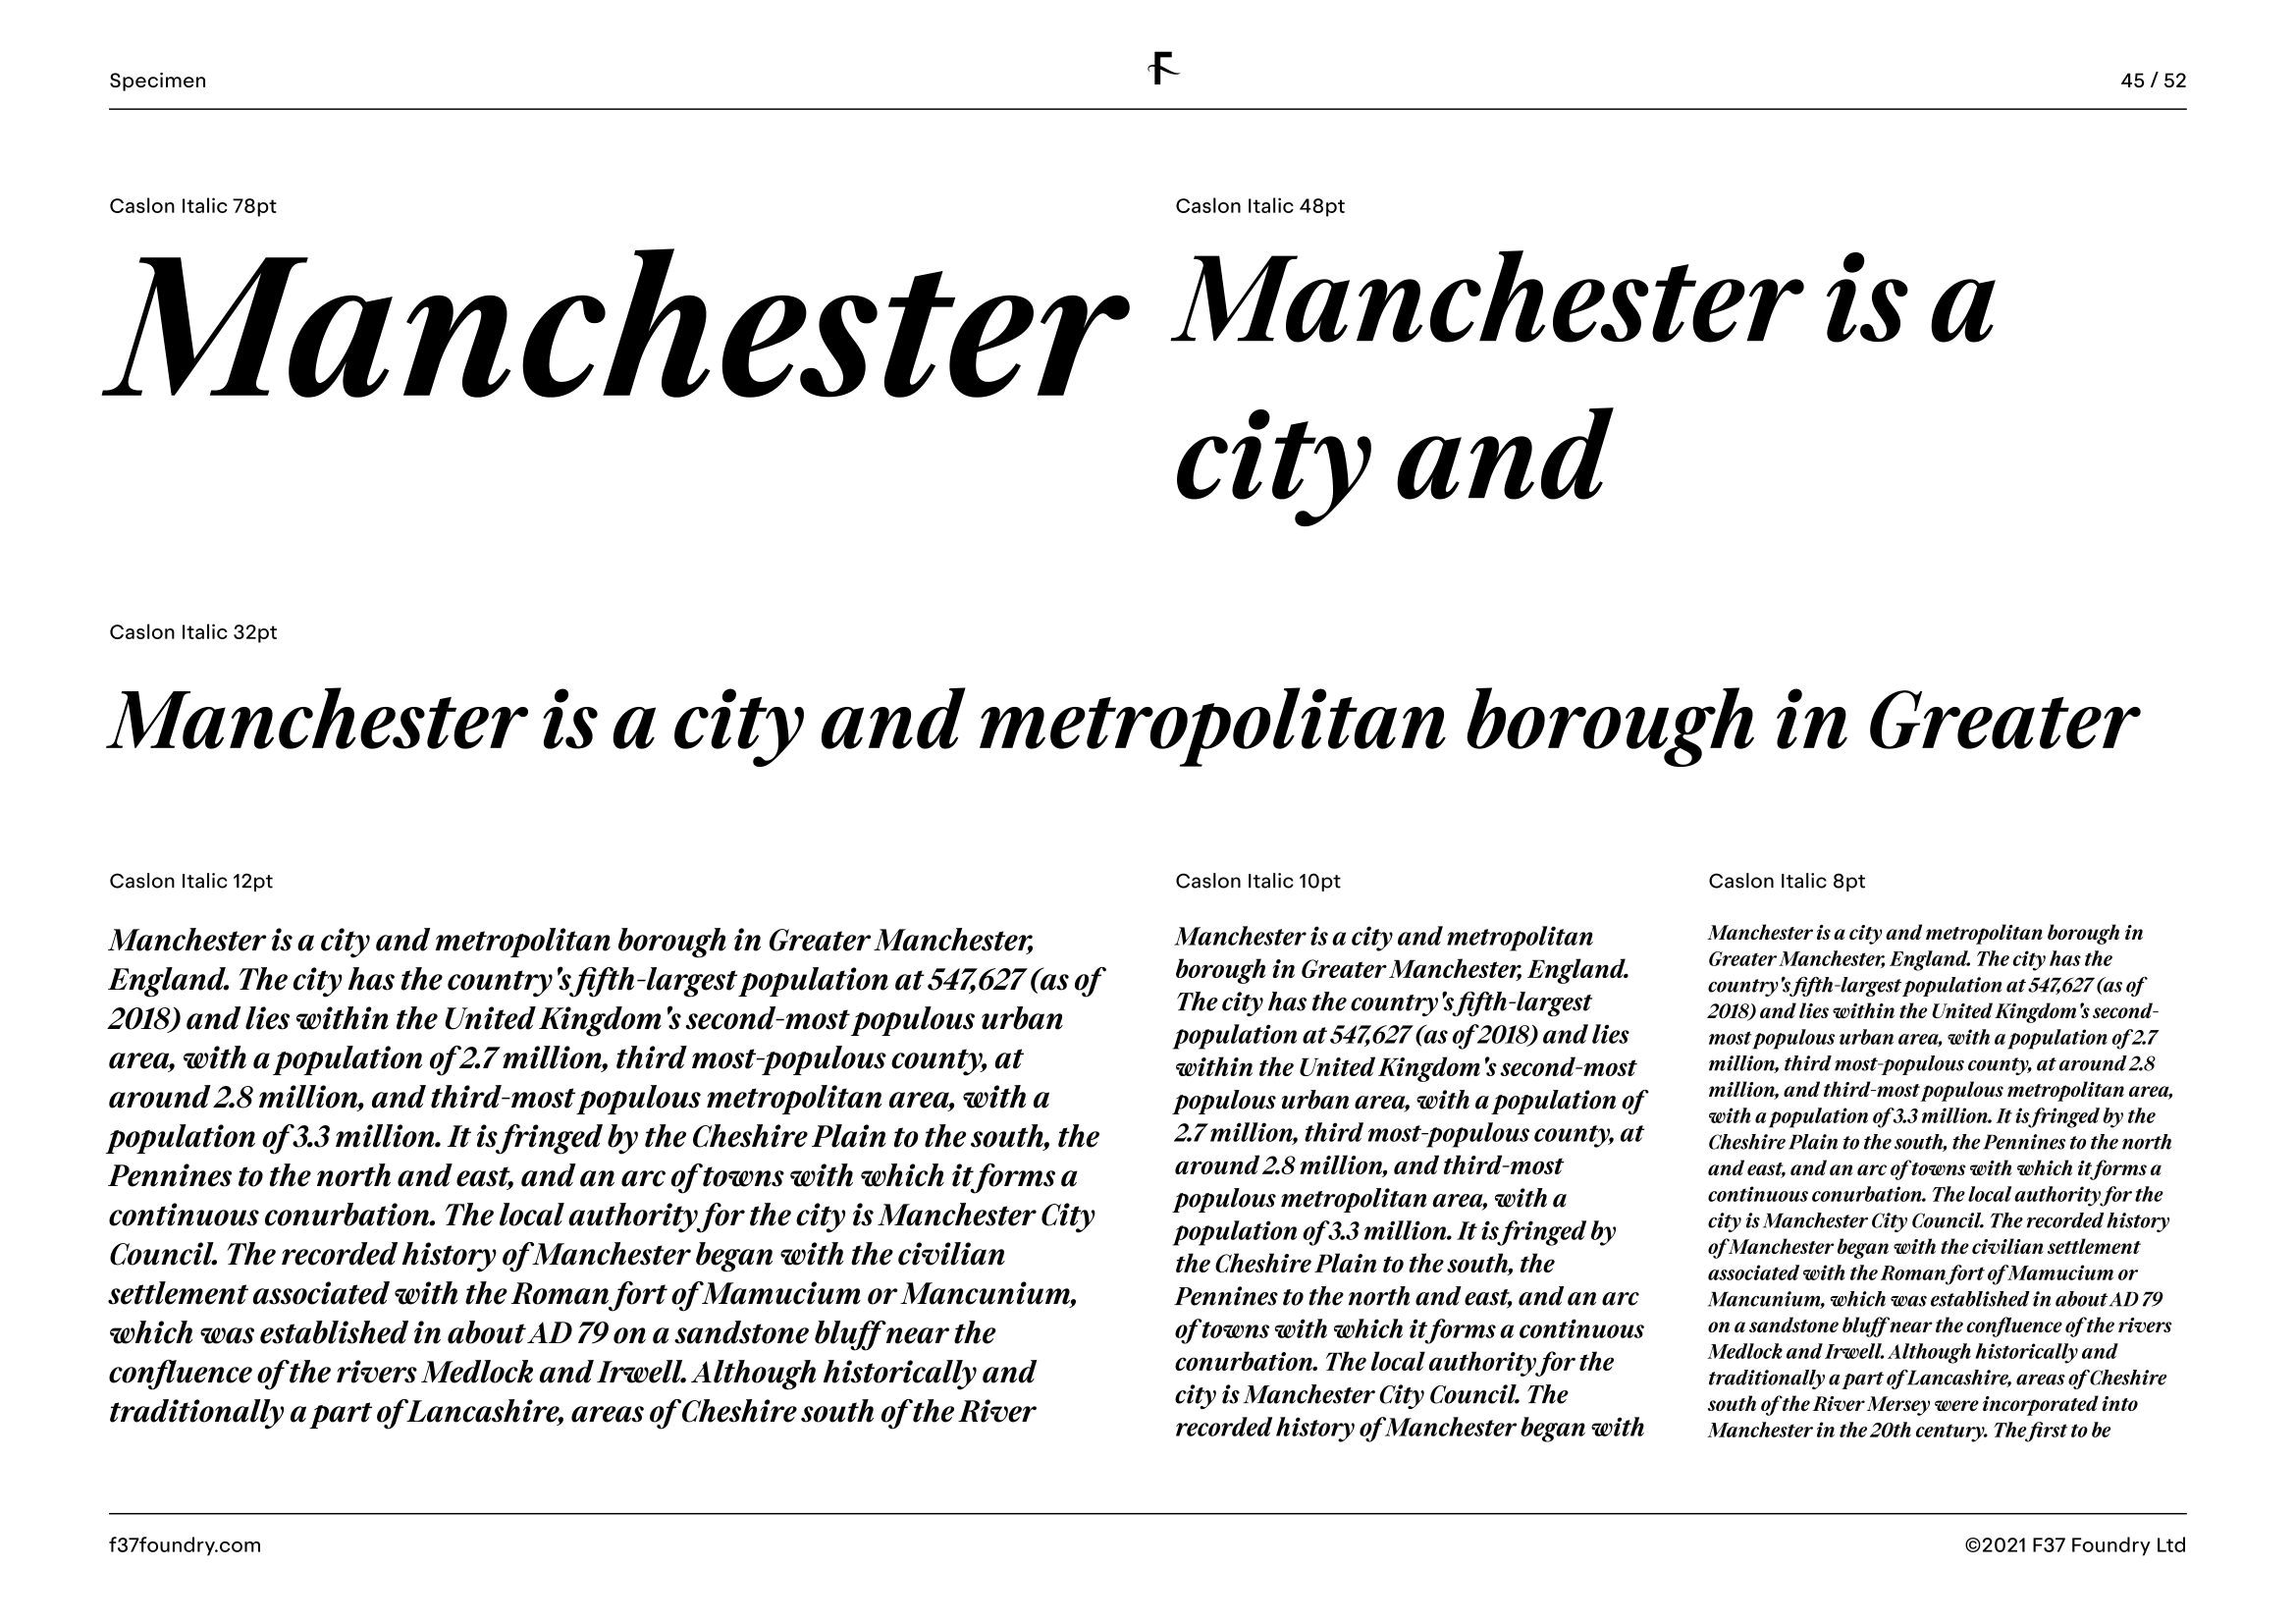 Specimen
F
45 / 52
Caslon Italic 78pt
Manchester
Caslon Italic 48pt
Manchester is a
city and
Caslon Italic 32pt
Manchester is a city and metropolitan borough in Greater
Caslon Italic 12pt
Manchester is a city and metropolitan borough in Greater Manchester,
England. The city has the country's fifth-largest population at 547,627 (as of
2018) and lies within the United Kingdom's second-most populous urban
area, with a population of 2.7 million, third most-populous county, at
around 2.8 million, and third-most populous metropolitan area, with a
population of 3.3 million. It is fringed by the Cheshire Plain to the south, the
Pennines to the north and east, and an arc of towns with which it forms a
continuous conurbation. The local authority for the city is Manchester City
Council. The recorded history of Manchester began with the civilian
settlement associated with the Roman fort of Mamucium or Mancunium,
which was established in about AD 79 on a sandstone bluff near the
confluence of the rivers Medlock and Irwell. Although historically and
traditionally a part of Lancashire, areas of Cheshire south of the River
Caslon Italic 10pt
Manchester is a city and metropolitan
borough in Greater Manchester, England.
The city has the country's fifth-largest
population at 547,627 (as of 2018) and lies
within the United Kingdom's second-most
populous urban area, with a population of
2.7 million, third most-populous county, at
around 2.8 million, and third-most
populous metropolitan area, with a
population of 3.3 million. It is fringed by
the Cheshire Plain to the south, the
Pennines to the north and east, and an arc
of towns with which it forms a continuous
conurbation. The local authority for the
city is Manchester City Council. The
recorded history of Manchester began with
Caslon Italic 8pt
Manchester is a city and metropolitan borough in
Greater Manchester, England. The city has the
country's fifth-largest population at 547,627 (as of
2018) and lies within the United Kingdom's second-
most populous urban area, with a population of 2.7
million, third most-populous county, at around 2.8
million, and third-most populous metropolitan area,
with a population of 3.3 million. It is fringed by the
Cheshire Plain to the south, the Pennines to the north
and east, and an arc of towns with which it forms a
continuous conurbation. The local authority for the
city is Manchester City Council. The recorded history
of Manchester began with the civilian settlement
associated with the Roman fort of Mamucium or
Mancunium, which was established in about AD 79
on a sandstone bluff near the confluence of the rivers
Medlock and Irwell. Although historically and
traditionally a part of Lancashire, areas of Cheshire
south of the River Mersey were incorporated into
Manchester in the 20th century. The first to be
f37foundry.com
©2021 F37 Foundry Ltd